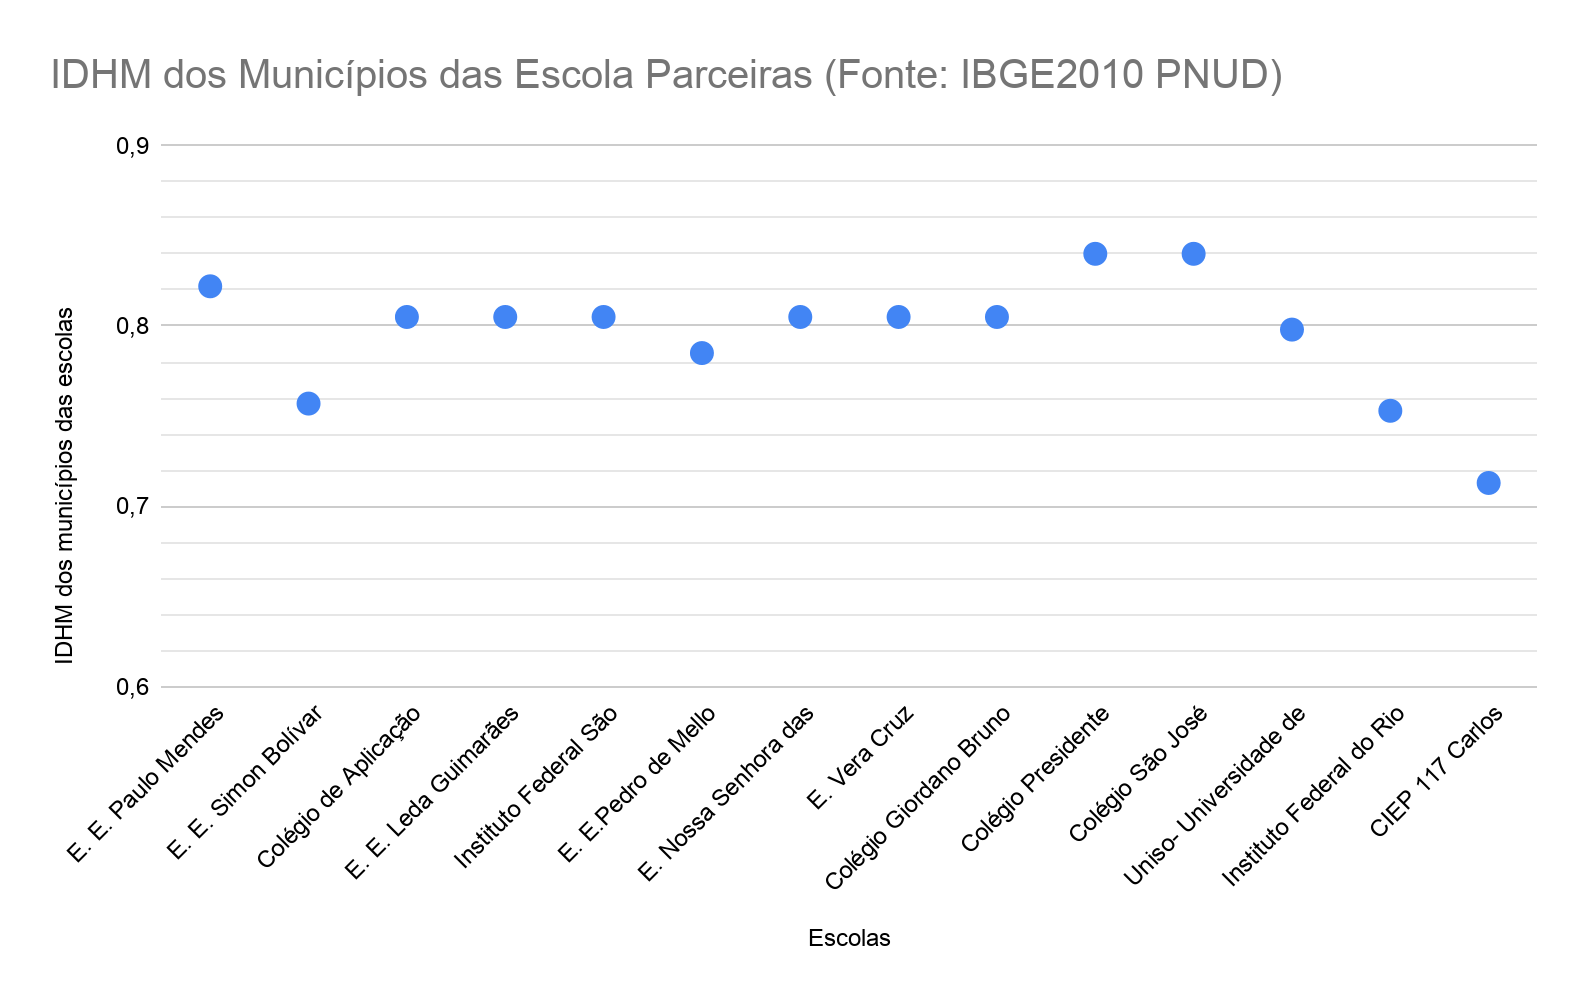 IDHM dos Municípios das Escola Parceiras (Fonte: IBGE2010 PNUD)
IDHM dos municípios das escolas
0,9
0,8
0,7
0,6
E. E. Paulo Mendes
E. E. Simon Bolívar
Colégio de Aplicação
E. E. Leda Guimarães
Instituto Federal São
E. E.Pedro de Mello
E. Nossa Senhora das
E. Vera Cruz
Colégio Giordano Bruno
Colégio Presidente
Colégio São José
Uniso- Universidade de
Instituto Federal do Rio
CIEP 117 Carlos
Escolas